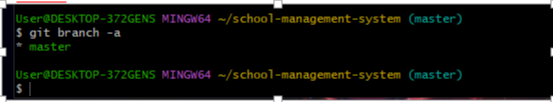 User@DESKTOP-372GENS MINGW64 ~/school-management-system (master)
$ git branch -a
* master
User@DESKTOP-372GENS MINGW64 ~/school-management-system (master)
$